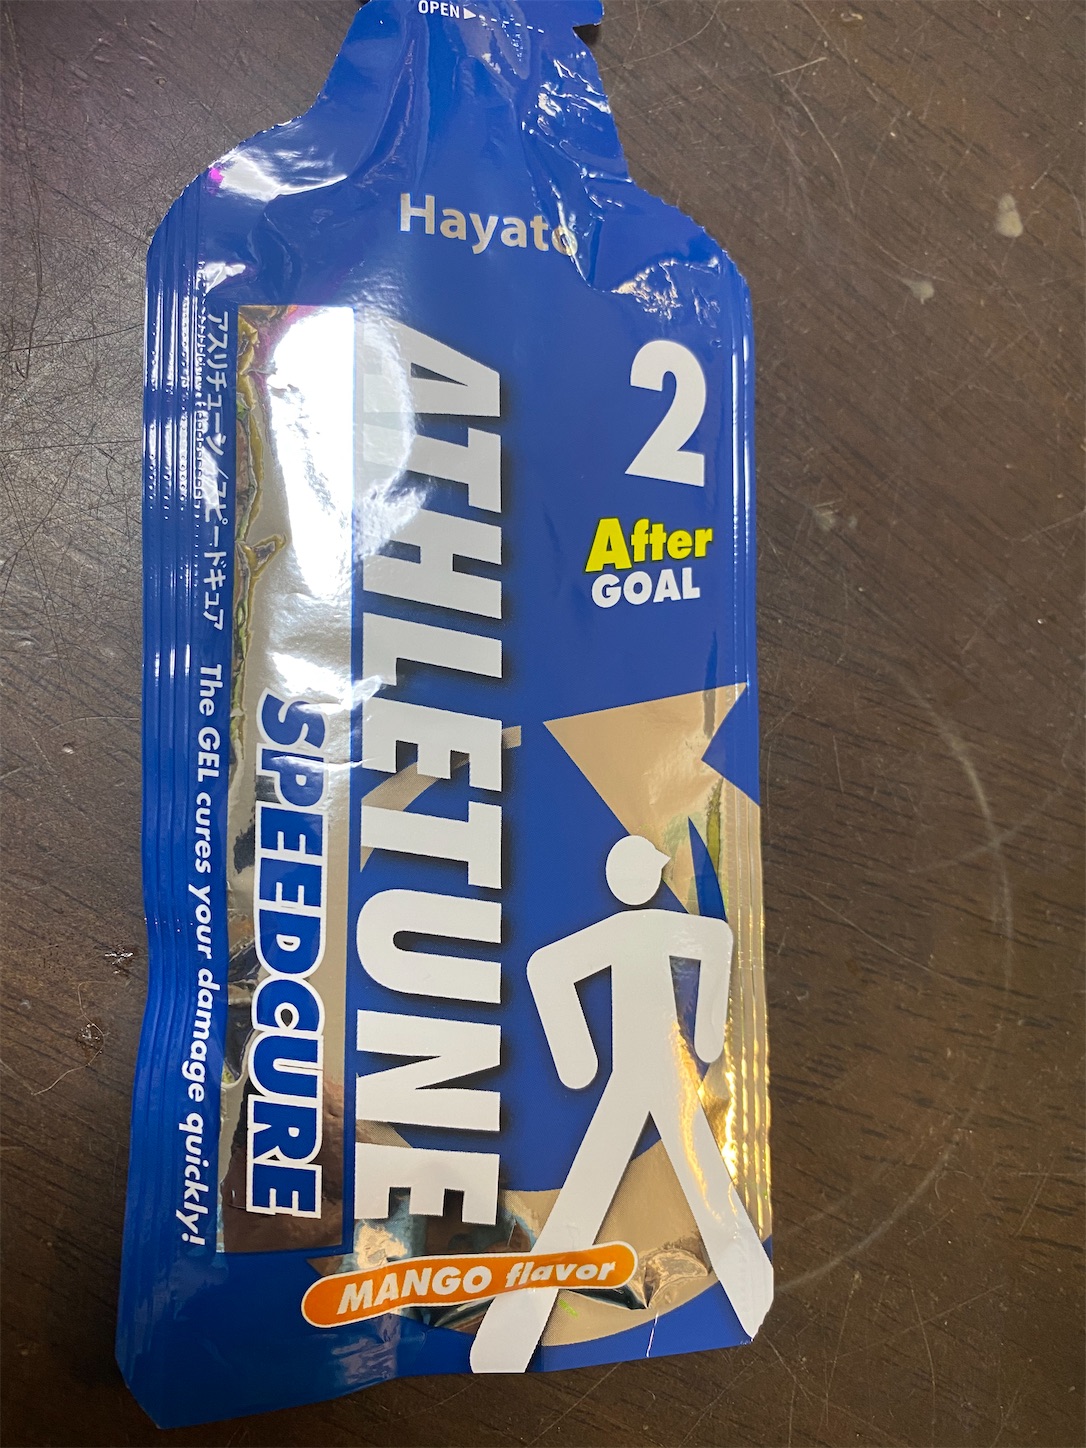 OPEN▶
Hayato
2
After
GOAL
ATHLETUNE
SPEEDCURE
アスリチューン/スピードキュア The GEL cures your damage quickly!
MANGO flavor